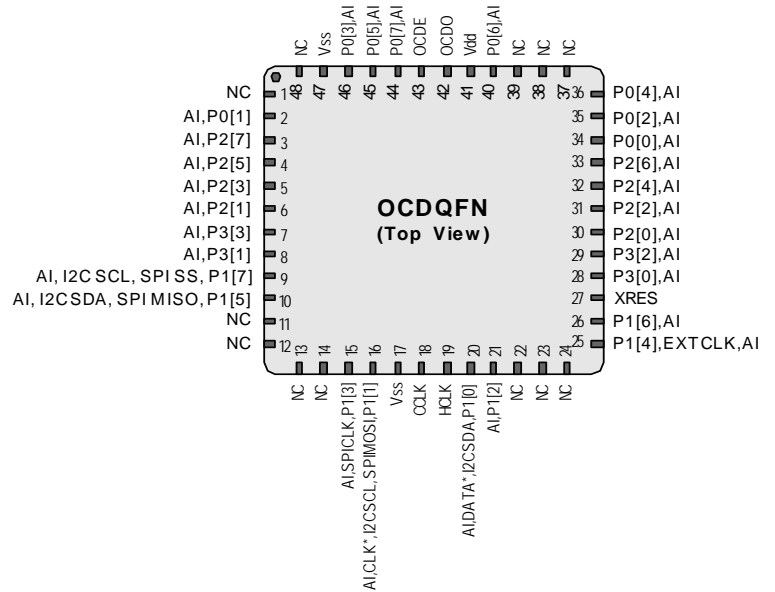 NC
Vss
P0[3],AI
P0[5],AI
P0[7],AI
OCDE
OCDO
Vdd
P0[6],AI
NC
NC
NC
48
47
46
45
44
43
42
41
40
39
38
37
NC 1
AI,P0[1] 2
AI,P2[7] 3
AI,P2[5] 4
AI,P2[3] 5
AI,P2[1] 6
AI,P3[3] 7
AI,P3[1] 8
AI, I2C SCL, SPI SS, P1[7] 9
AI, I2C SDA, SPI MISO, P1[5] 10
NC 11
NC 12
OCDQFN
(Top View)
36 P0[4],AI
35 P0[2],AI
34 P0[0],AI
33 P2[6],AI
32 P2[4],AI
31 P2[2],AI
30 P2[0],AI
29 P3[2],AI
28 P3[0],AI
27 XRES
26 P1[6],AI
25 P1[4],EXTCLK,AI
13
14
15
16
17
18
19
20
21
22
23
24
NC
NC
AI,SPICLK,P1[3]
AI,CLK*,I2CSCL,SPIMOSI,P1[1]
Vss
CCLK
HCLK
AI,DATA*,I2CSDA,P1[0]
AI,P1[2]
NC
NC
NC